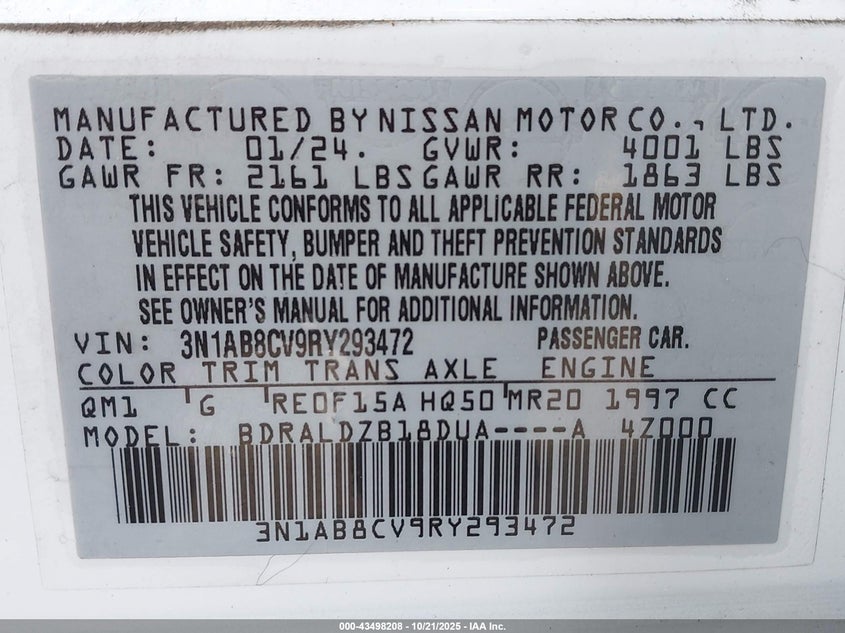 MANUFACTURED BY NISSAN MOTOR CO., LTD.
DATE: 01/24. GVWR: 4001 LBS
GAWR FR: 2161 LBS GAWR RR: 1863 LBS
THIS VEHICLE CONFORMS TO ALL APPLICABLE FEDERAL MOTOR
VEHICLE SAFETY, BUMPER AND THEFT PREVENTION STANDARDS
IN EFFECT ON THE DATE OF MANUFACTURE SHOWN ABOVE.
SEE OWNER'S MANUAL FOR ADDITIONAL INFORMATION.
VIN: 3N1AB8CV9RY293472 PASSENGER CAR.
COLOR TRIM TRANS AXLE ENGINE
QM1 G RE0F15A HQ50 MR20 1997 CC
MODEL: BDRALDZB18DUA----A 4Z000
3N1AB8CV9RY293472
000-43498208 - 10/21/2025 - IAA Inc.